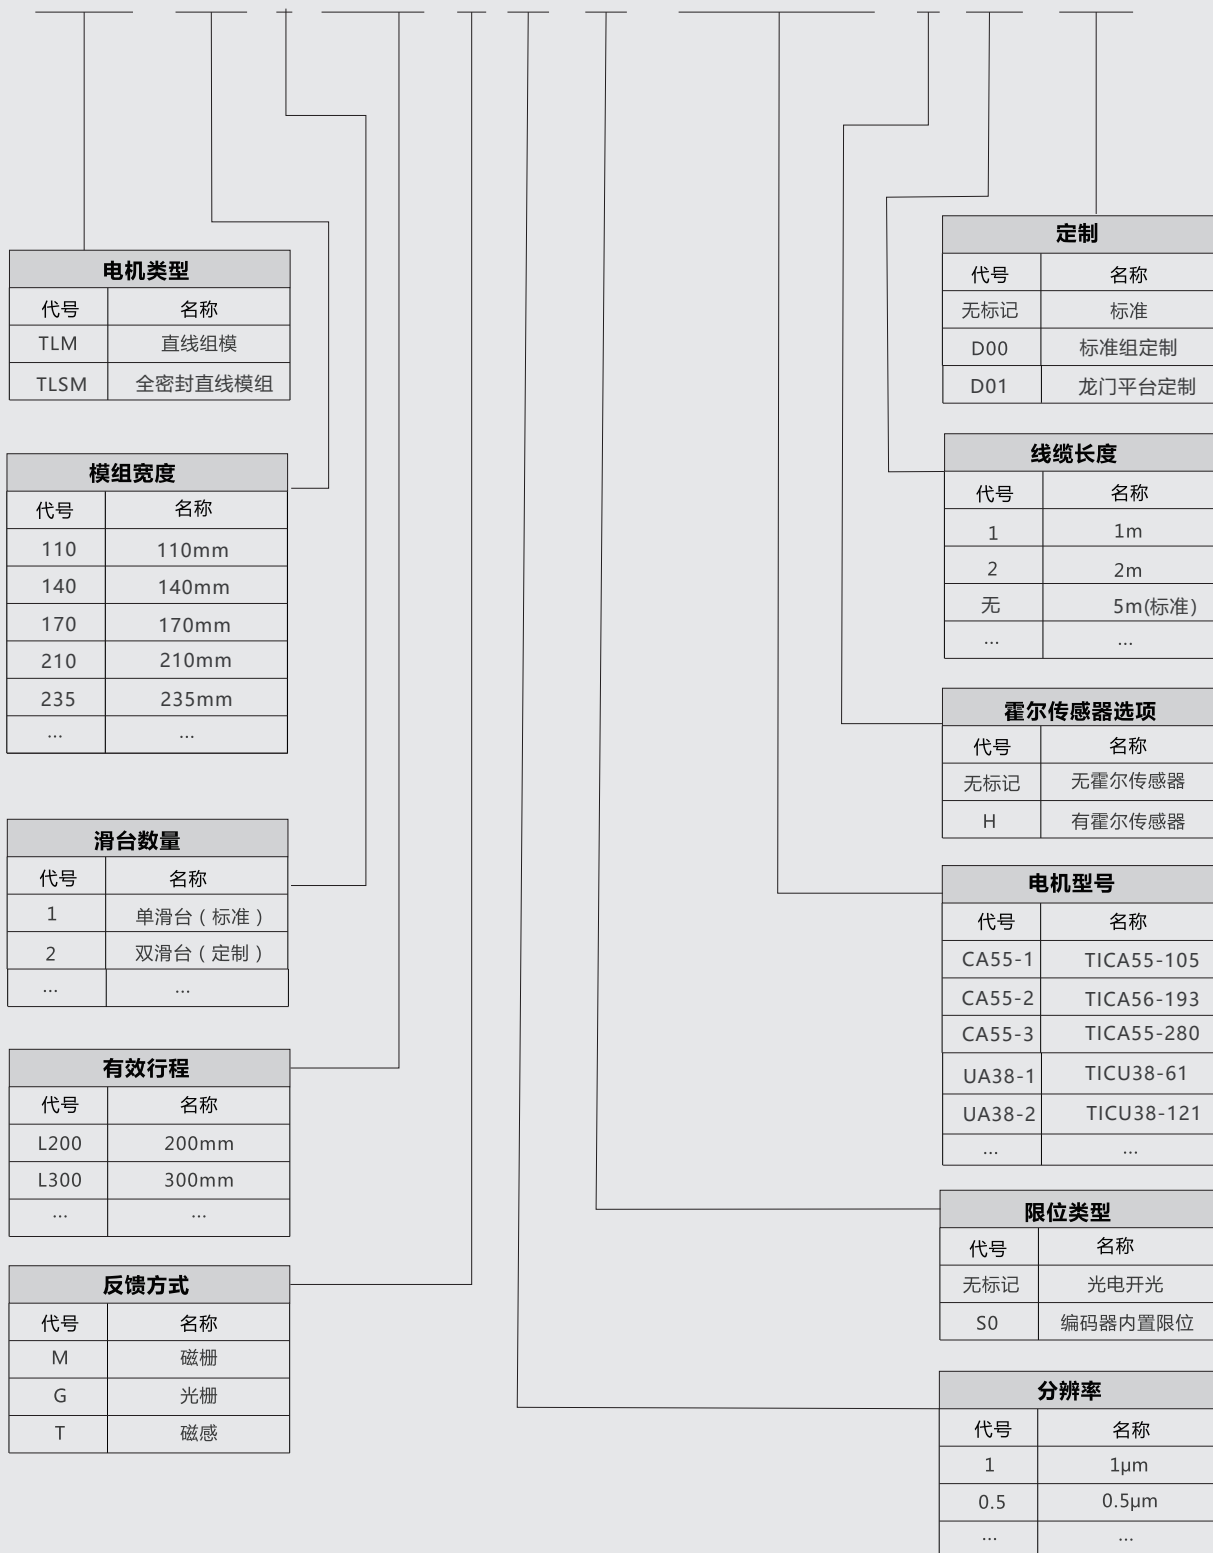 电机类型
代号 名称
TLM 直线组模
TLSM 全密封直线模组
模组宽度
代号 名称
110 110mm
140 140mm
170 170mm
210 210mm
235 235mm
... ...
滑台数量
代号 名称
1 单滑台（标准）
2 双滑台（定制）
... ...
有效行程
代号 名称
L200 200mm
L300 300mm
... ...
反馈方式
代号 名称
M 磁栅
G 光栅
T 磁感
定制
代号 名称
无标记 标准
D00 标准组定制
D01 龙门平台定制
线缆长度
代号 名称
1 1m
2 2m
无 5m(标准)
... ...
霍尔传感器选项
代号 名称
无标记 无霍尔传感器
H 有霍尔传感器
电机型号
代号 名称
CA55-1 TICA55-105
CA55-2 TICA56-193
CA55-3 TICA55-280
UA38-1 TICU38-61
UA38-2 TICU38-121
... ...
限位类型
代号 名称
无标记 光电开光
S0 编码器内置限位
分辨率
代号 名称
1 1μm
0.5 0.5μm
... ...